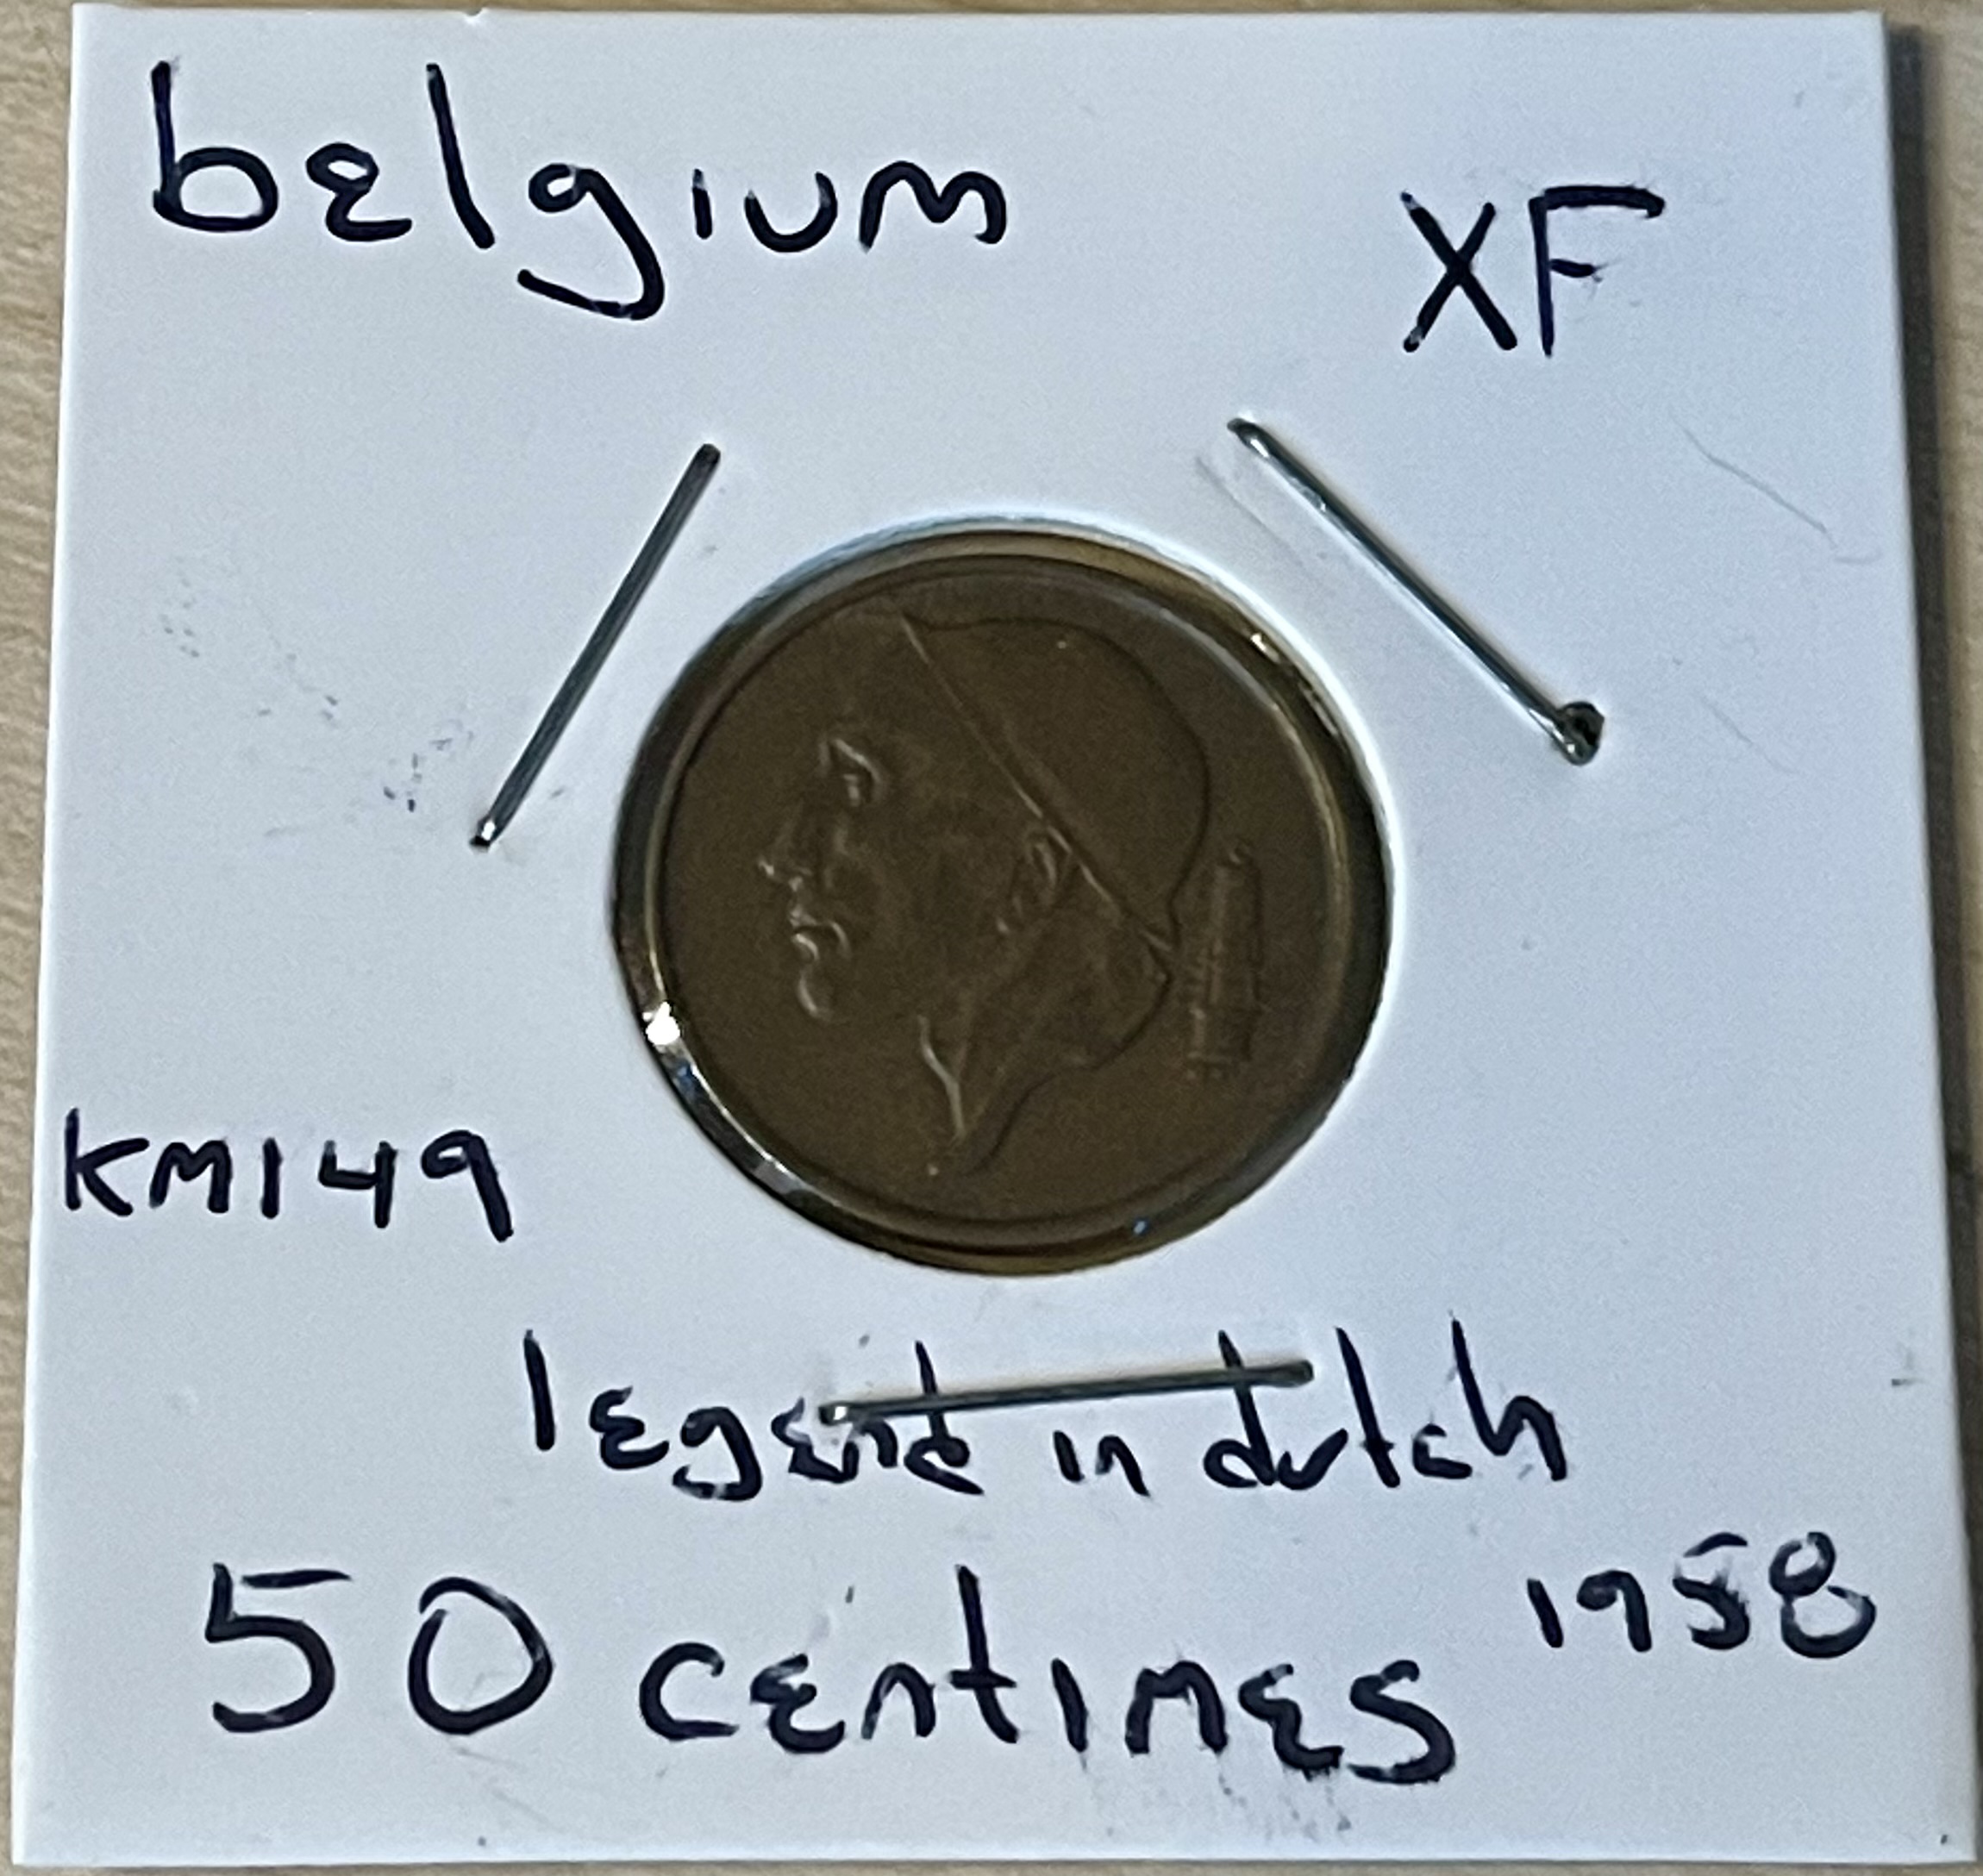 belgium
XF
KM149
legend in dutch
50 centimes 1958